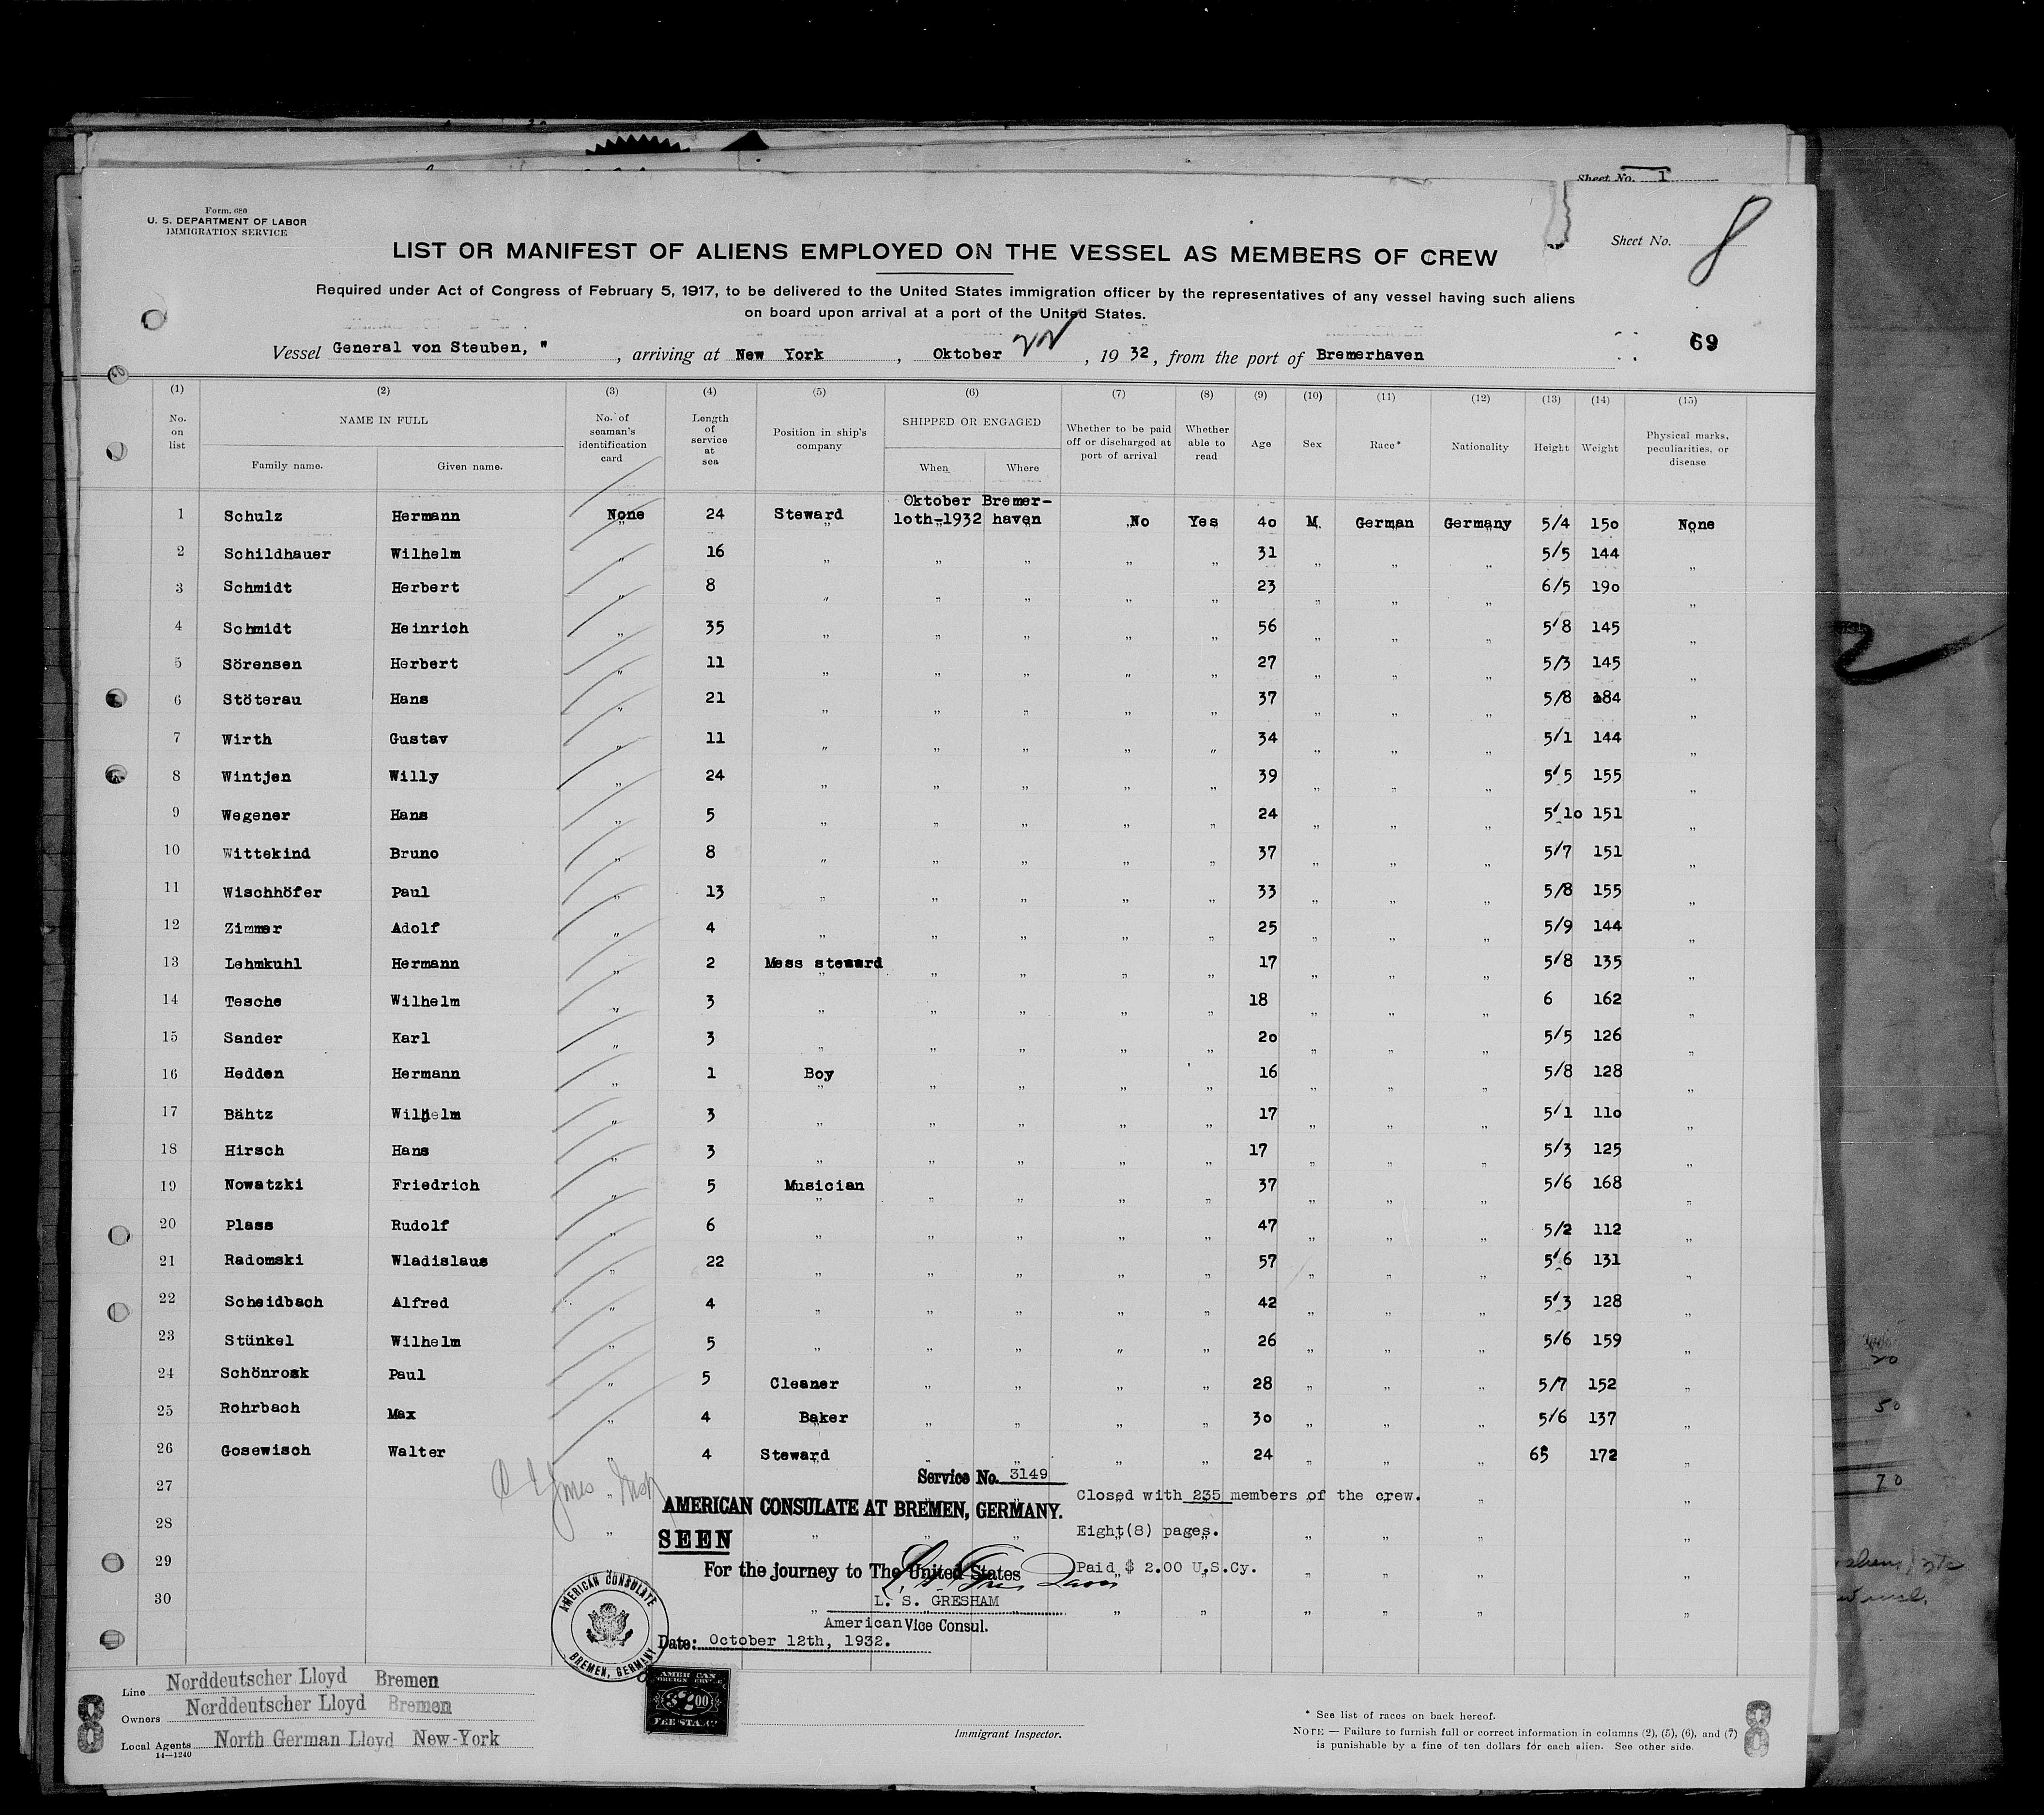 Sheet No. 1
Form. 680
U. S. DEPARTMENT OF LABOR
IMMIGRATION SERVICE
Sheet No. 8
LIST OR MANIFEST OF ALIENS EMPLOYED ON THE VESSEL AS MEMBERS OF CREW
Required under Act of Congress of February 5, 1917, to be delivered to the United States immigration officer by the representatives of any vessel having such aliens
on board upon arrival at a port of the United States.
69
Vessel General von Steuben, " , arriving at New York , Oktober , 19 32 , from the port of Bremerhaven
(1) (2) (3) (4) (5) (6) (7) (8) (9) (10) (11) (12) (13) (14) (15)
No. on list NAME IN FULL Family name. Given name. No. of seaman's identification card Length of service at sea Position in ship's company SHIPPED OR ENGAGED When Where Whether to be paid off or discharged at port of arrival Whether able to read Age Sex Race* Nationality Height Weight Physical marks, peculiarities, or disease
Oktober Bremer-
1 Schulz Hermann None 24 Steward 1oth-1932 haven No Yes 4o M German Germany 5/4 15o None
2 Schildhauer Wilhelm " 16 " " " " " 31 " " " 5/5 144 "
3 Schmidt Herbert " 8 " " " " " 23 " " " 6/5 19o "
4 Schmidt Heinrich " 35 " " " " " 56 " " " 5/8 145 "
5 Sörensen Herbert " 11 " " " " " 27 " " " 5/3 145 "
6 Stöterau Hans " 21 " " " " " 37 " " " 5/8 184 "
7 Wirth Gustav " 11 " " " " " 34 " " " 5/1 144 "
8 Wintjen Willy " 24 " " " " " 39 " " " 5/5 155 "
9 Wegener Hans " 5 " " " " " 24 " " " 5/1o 151 "
10 Wittekind Bruno " 8 " " " " " 37 " " " 5/7 151 "
11 Wischhöfer Paul " 13 " " " " " 33 " " " 5/8 155 "
12 Zimmer Adolf " 4 " " " " " 25 " " " 5/9 144 "
13 Lehmkuhl Hermann " 2 Mess steward " " " " 17 " " " 5/8 135 "
14 Tesche Wilhelm " 3 " " " " " 18 " " " 6 162 "
15 Sander Karl " 3 " " " " " 2o " " " 5/5 126 "
16 Hedden Hermann " 1 Boy " " " " 16 " " " 5/8 128 "
17 Bähtz Wilhelm " 3 " " " " " 17 " " " 5/1 11o "
18 Hirsch Hans " 3 " " " " " 17 " " " 5/3 125 "
19 Nowatzki Friedrich " 5 Musician " " " " 37 " " " 5/6 168 "
20 Plass Rudolf " 6 " " " " " 47 " " " 5/2 112 "
21 Radomski Wladislaus " 22 " " " " " 57 " " " 5/6 131 "
22 Scheidbach Alfred " 4 " " " " " 42 " " " 5/3 128 "
23 Stünkel Wilhelm " 5 " " " " " 26 " " " 5/6 159 "
24 Schönrosk Paul " 5 Cleaner " " " " 28 " " " 5/7 152 "
25 Rohrbach Max " 4 Baker " " " " 3o " " " 5/6 137 "
26 Gosewisch Walter " 4 Steward " " " " 24 " " " 172 "
27
28
29
30
Service No. 3149
AMERICAN CONSULATE AT BREMEN, GERMANY.
SEEN
For the journey to The United States
L. S. GRESHAM
American Vice Consul.
Date: October 12th, 1932.
Closed with 235 members of the crew.
Eight(8) pages.
Paid $ 2.00 U.S.Cy.
AMERICAN CONSULATE
BREMEN, GERMANY
AMERICAN
FOREIGN SERVICE
$2.00
FEE STAMP
Line Norddeutscher Lloyd Bremen
Owners Norddeutscher Lloyd Bremen
Local Agents North German Lloyd New-York
14—1240
8
Immigrant Inspector.
* See list of races on back hereof.
NOTE — Failure to furnish full or correct information in columns (2), (5), (6), and (7)
is punishable by a fine of ten dollars for each alien. See other side.
8
20
50
70